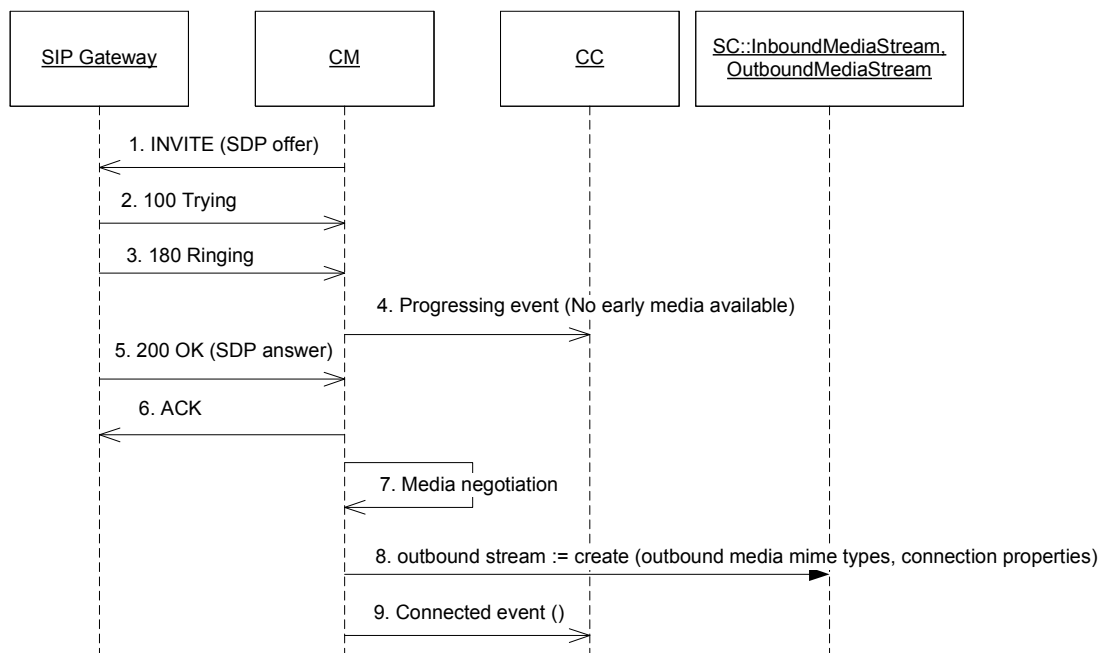 SIP Gateway
CM
CC
SC::InboundMediaStream,
OutboundMediaStream
1. INVITE (SDP offer)
2. 100 Trying
3. 180 Ringing
4. Progressing event (No early media available)
5. 200 OK (SDP answer)
6. ACK
7. Media negotiation
8. outbound stream := create (outbound media mime types, connection properties)
9. Connected event ()